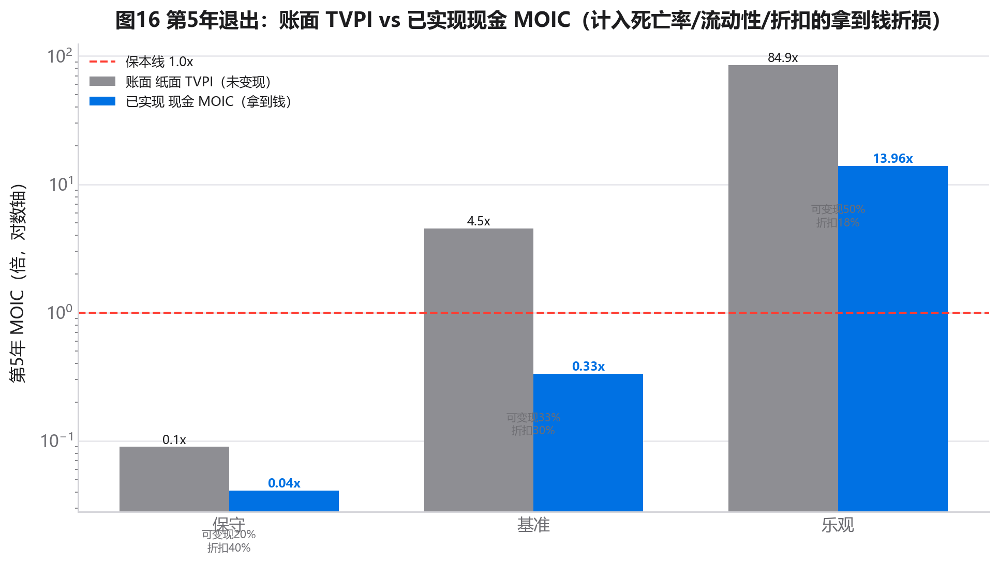 图16 第5年退出：账面 TVPI vs 已实现现金 MOIC（计入死亡率/流动性/折扣的拿到钱折损）
保本线 1.0x
账面 纸面 TVPI（未变现）
已实现 现金 MOIC（拿到钱）
第5年 MOIC（倍，对数轴）
10²
10¹
10⁰
10⁻¹
0.1x
0.04x
4.5x
0.33x
84.9x
13.96x
可变现50%
折扣18%
可变现33%
折扣30%
保守
基准
乐观
可变现20%
折扣40%